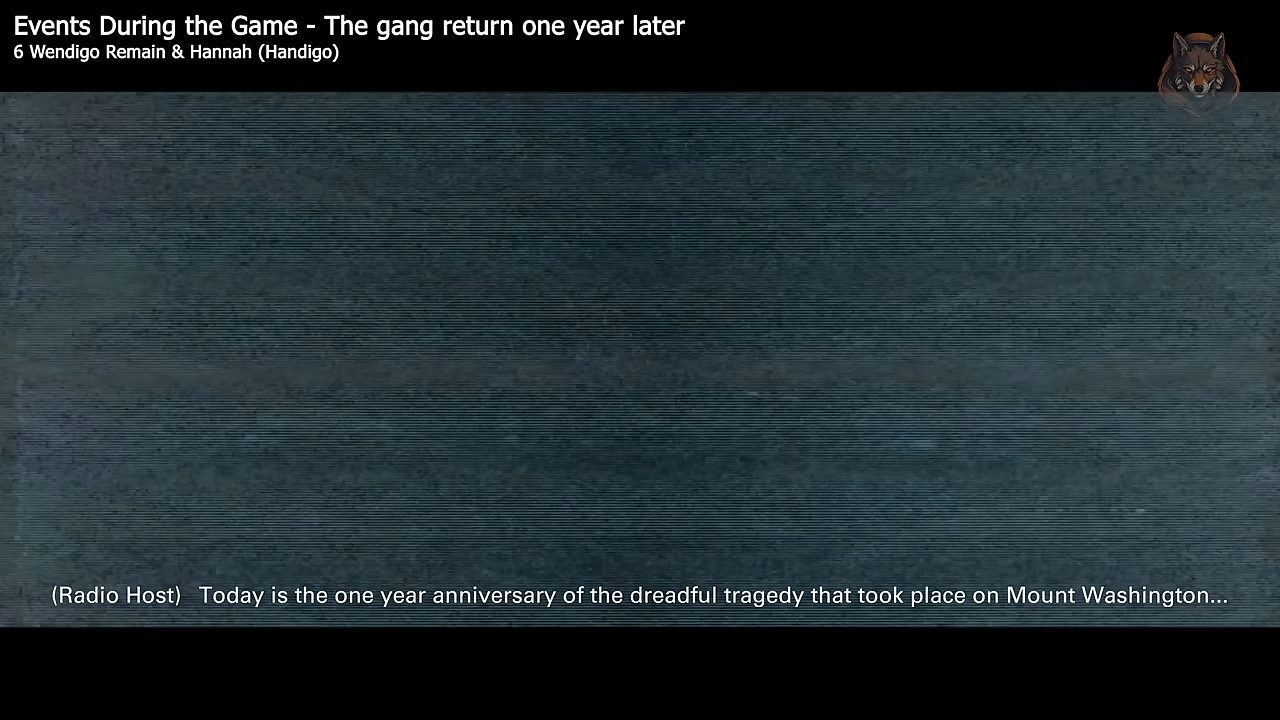 Events During the Game - The gang return one year later
6 Wendigo Remain & Hannah (Handigo)
(Radio Host) Today is the one year anniversary of the dreadful tragedy that took place on Mount Washington...